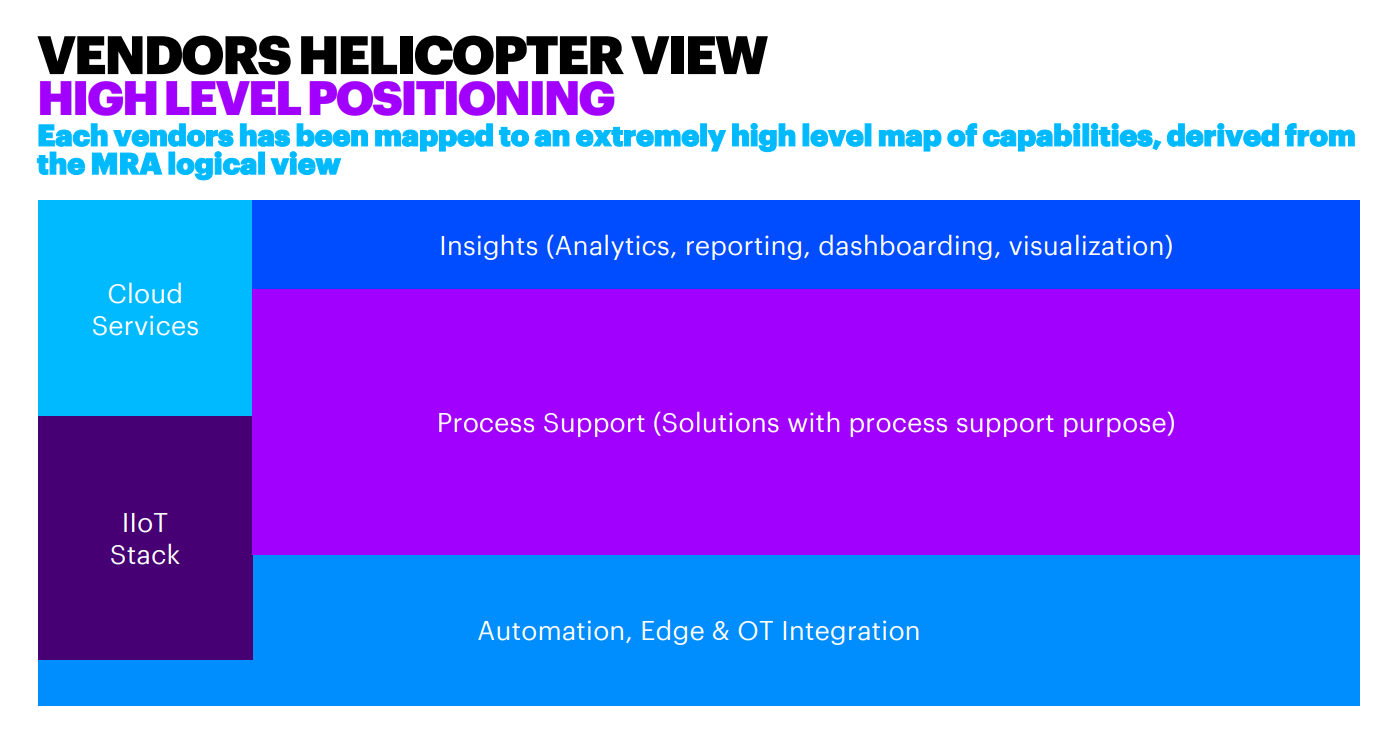 VENDORS HELICOPTER VIEW
HIGH LEVEL POSITIONING
Each vendors has been mapped to an extremely high level map of capabilities, derived from
the MRA logical view
Insights (Analytics, reporting, dashboarding, visualization)
Cloud
Services
Process Support (Solutions with process support purpose)
IIoT
Stack
Automation, Edge & OT Integration